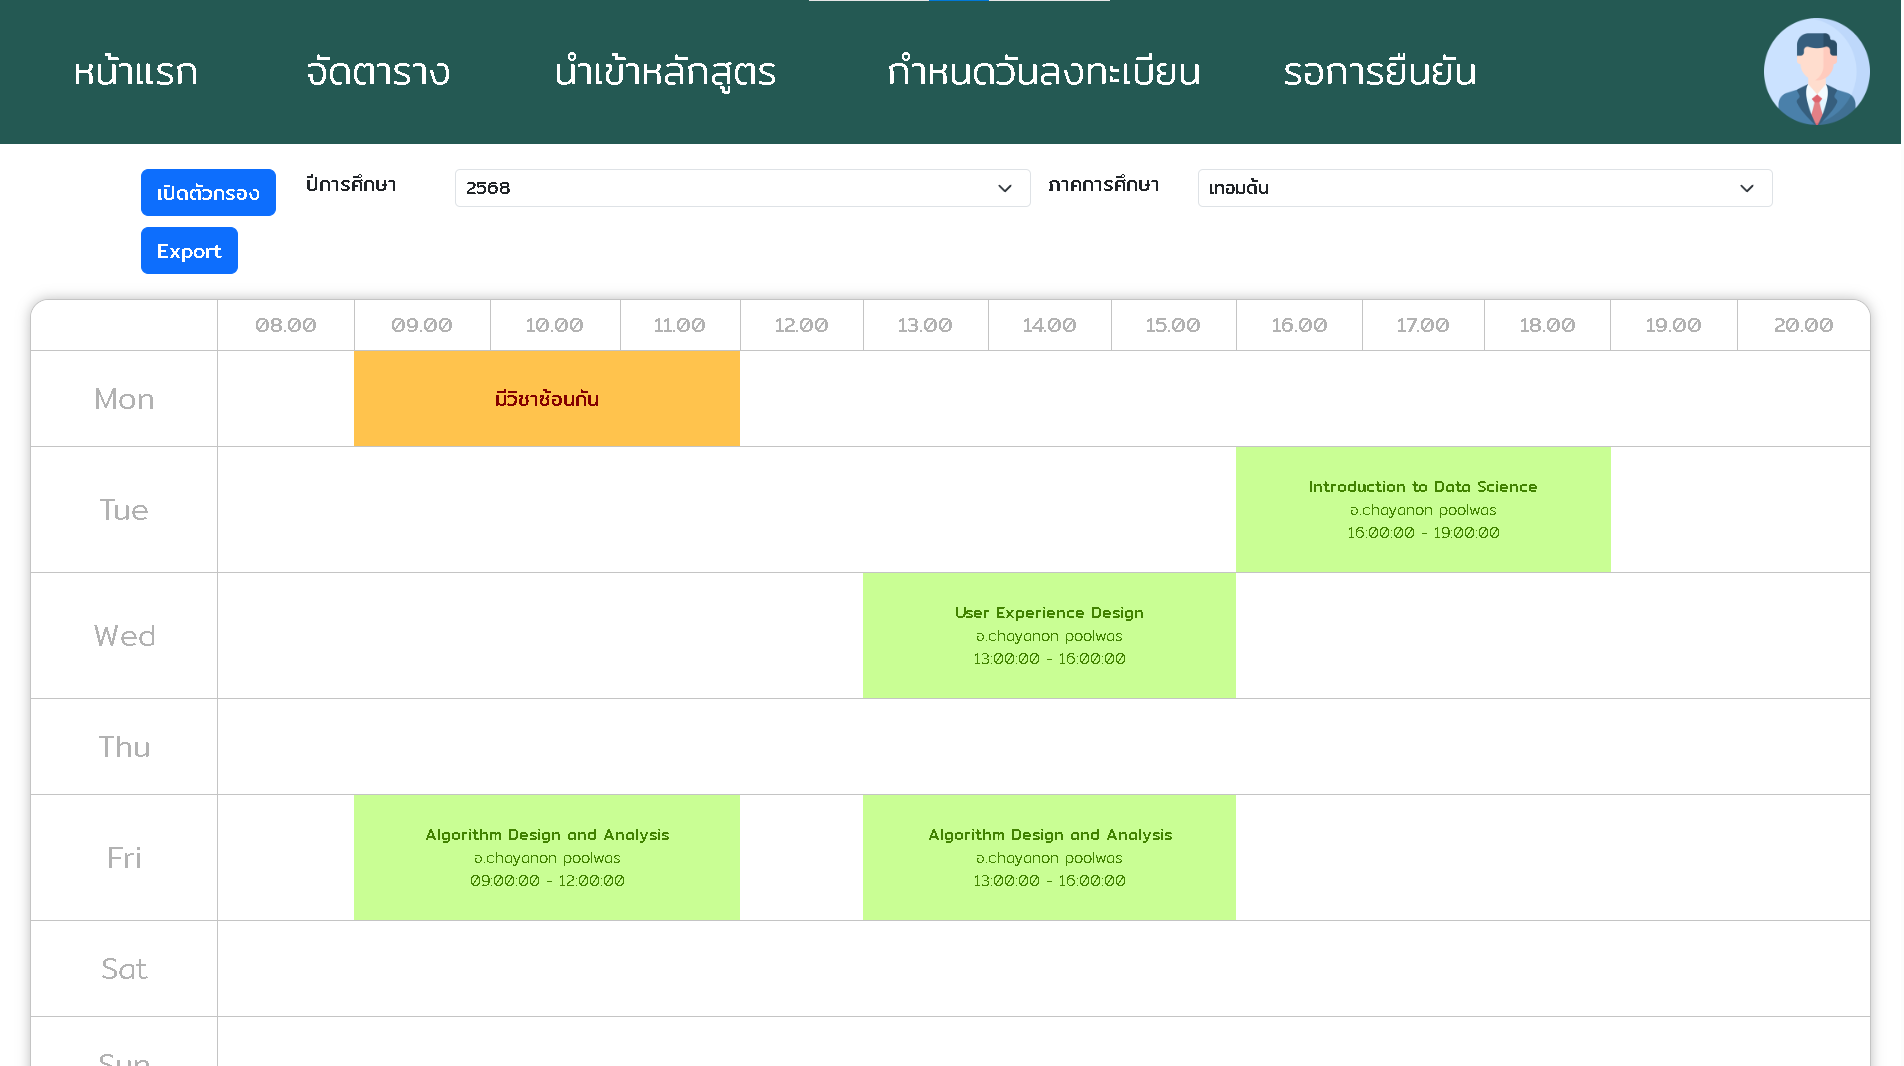 หน้าแรก จัดตาราง นำเข้าหลักสูตร กำหนดวันลงทะเบียน รอการยืนยัน
เปิดตัวกรอง ปีการศึกษา 2568 ภาคการศึกษา เทอมต้น
Export
08.00 09.00 10.00 11.00 12.00 13.00 14.00 15.00 16.00 17.00 18.00 19.00 20.00
Mon
มีวิชาซ้อนกัน
Tue
Introduction to Data Science
อ.chayanon poolwas
16:00:00 - 19:00:00
Wed
User Experience Design
อ.chayanon poolwas
13:00:00 - 16:00:00
Thu
Fri
Algorithm Design and Analysis
อ.chayanon poolwas
09:00:00 - 12:00:00
Algorithm Design and Analysis
อ.chayanon poolwas
13:00:00 - 16:00:00
Sat
Sun